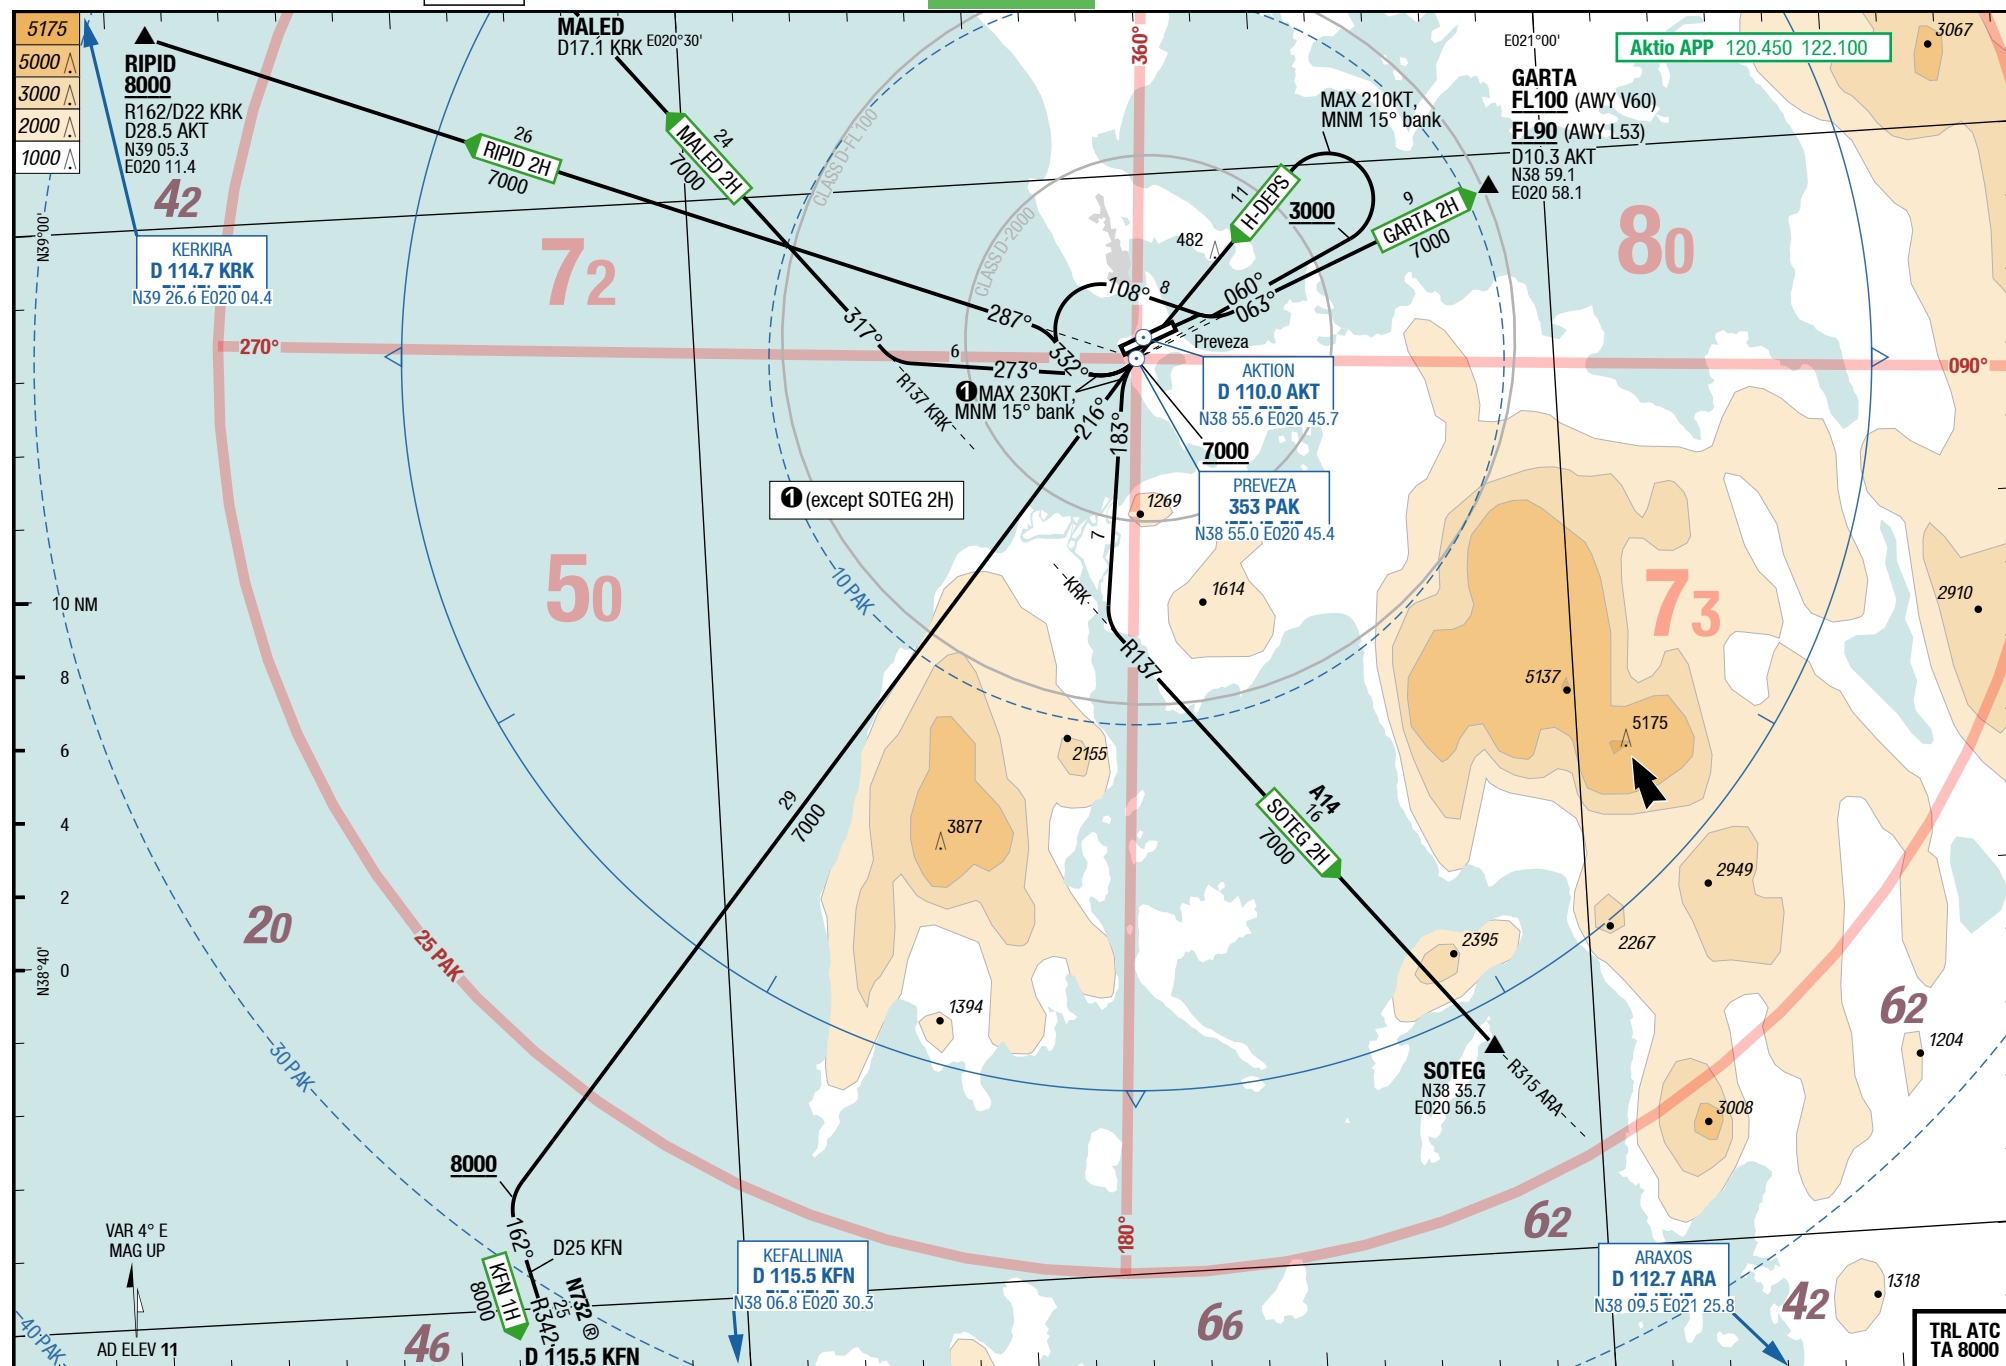 5175
5000
3000
2000
1000
RIPID
8000
R162/D22 KRK
D28.5 AKT
N39 05.3
E020 11.4
42
MALED
D17.1 KRK
E020°30'
360°
E021°00'
Aktio APP 120.450 122.100
3067
GARTA
FL100 (AWY V60)
FL90 (AWY L53)
D10.3 AKT
N38 59.1
E020 58.1
MAX 210KT,
MNM 15° bank
26
RIPID 2H
7000
24
MALED 2H
7000
CLASS D-FL100
CLASS D-2000
11
H-DEPS
3000
9
GARTA 2H
7000
482
80
72
N39°00'
KERKIRA
D 114.7 KRK
N39 26.6 E020 04.4
108°
8
060°
063°
287°
317°
332°
270°
6
273°
Preveza
090°
❶MAX 230KT,
MNM 15° bank
R137 KRK
216°
183°
AKTION
D 110.0 AKT
N38 55.6 E020 45.7
7000
PREVEZA
353 PAK
N38 55.0 E020 45.4
❶ (except SOTEG 2H)
1269
7
50
10 PAK
KRK
1614
R137
73
2910
10 NM
8
6
4
2
0
N38°40'
5137
5175
2155
3877
29
7000
A14
16
SOTEG 2H
7000
2949
2267
2395
20
25 PAK
1394
62
1204
30 PAK
SOTEG
N38 35.7
E020 56.5
R315 ARA
3008
8000
180°
62
VAR 4° E
MAG UP
AD ELEV 11
162°
D25 KFN
KFN 1H
8000
R342
25
N732 Ⓡ
D 115.5 KFN
KEFALLINIA
D 115.5 KFN
N38 06.8 E020 30.3
ARAXOS
D 112.7 ARA
N38 09.5 E021 25.8
42
1318
40 PAK
46
66
TRL ATC
TA 8000